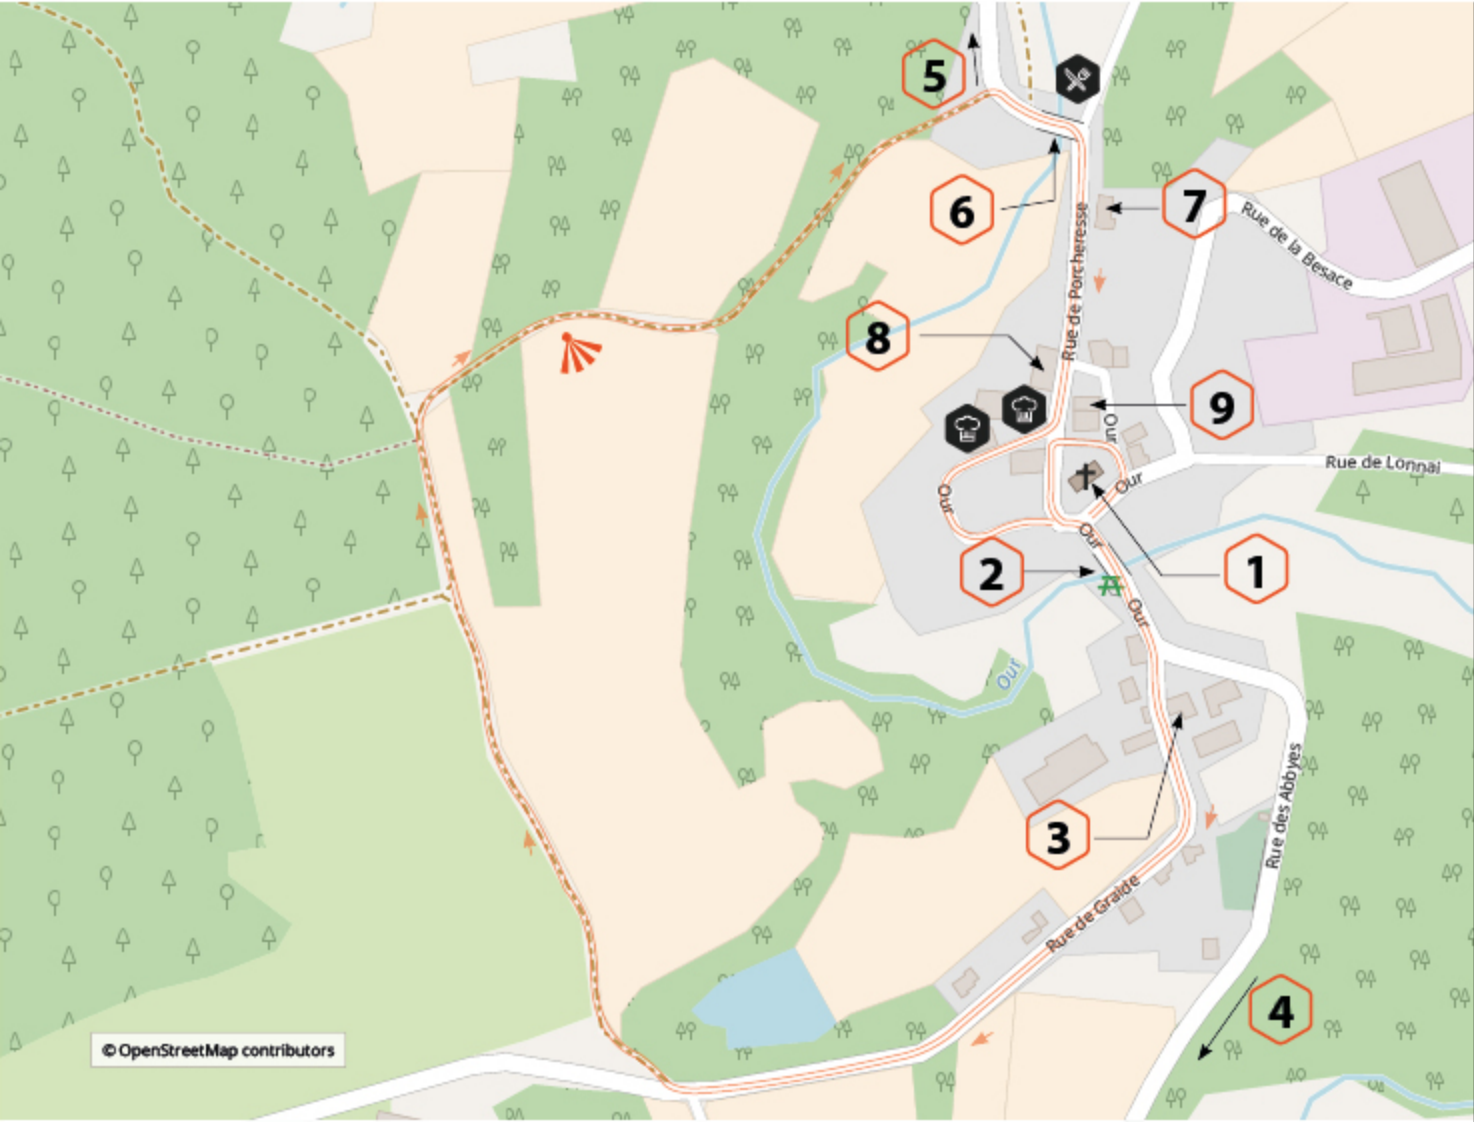 5
6
7
Rue de la Besace
Rue de Porcheresse
8
9
Our
Rue de Lonnai
Our
Our
Our
2
1
Our
Our
3
Rue des Abbyes
Rue de Graide
4
© OpenStreetMap contributors